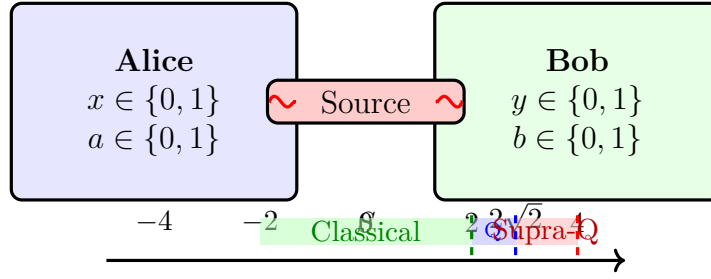 Alice
x ∈ {0, 1}
a ∈ {0, 1}
Source
Bob
y ∈ {0, 1}
b ∈ {0, 1}
−4 −2 0 2 2√2 4
Classical Q Supra-Q